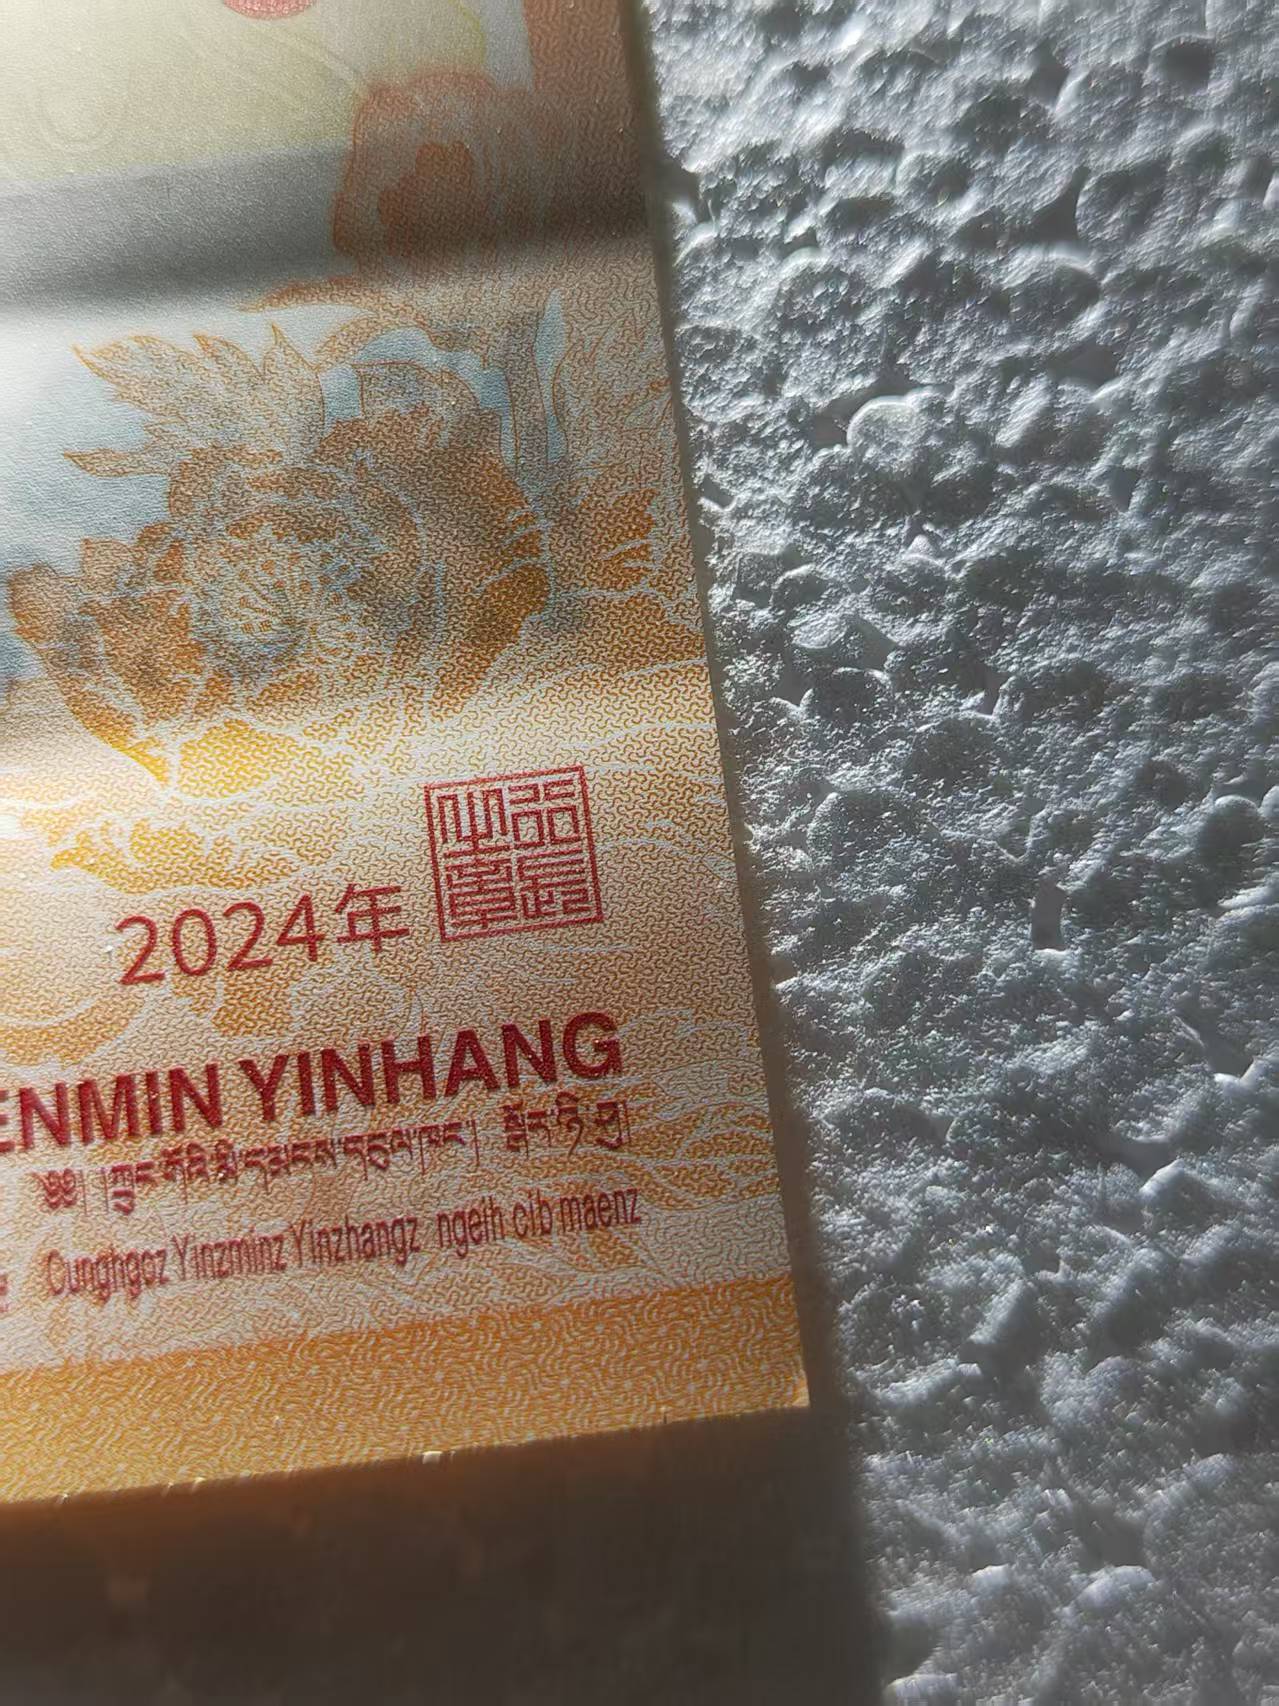 2024年
ENMIN YINHANG
༄༅། །ཀྲུང་གོའི་མི་དམངས་དངུལ་ཁང་། སྒོར་ཉི་ཤུ།
Cunghgoz Yinzminz Yinzhangz ngeih cib maenz